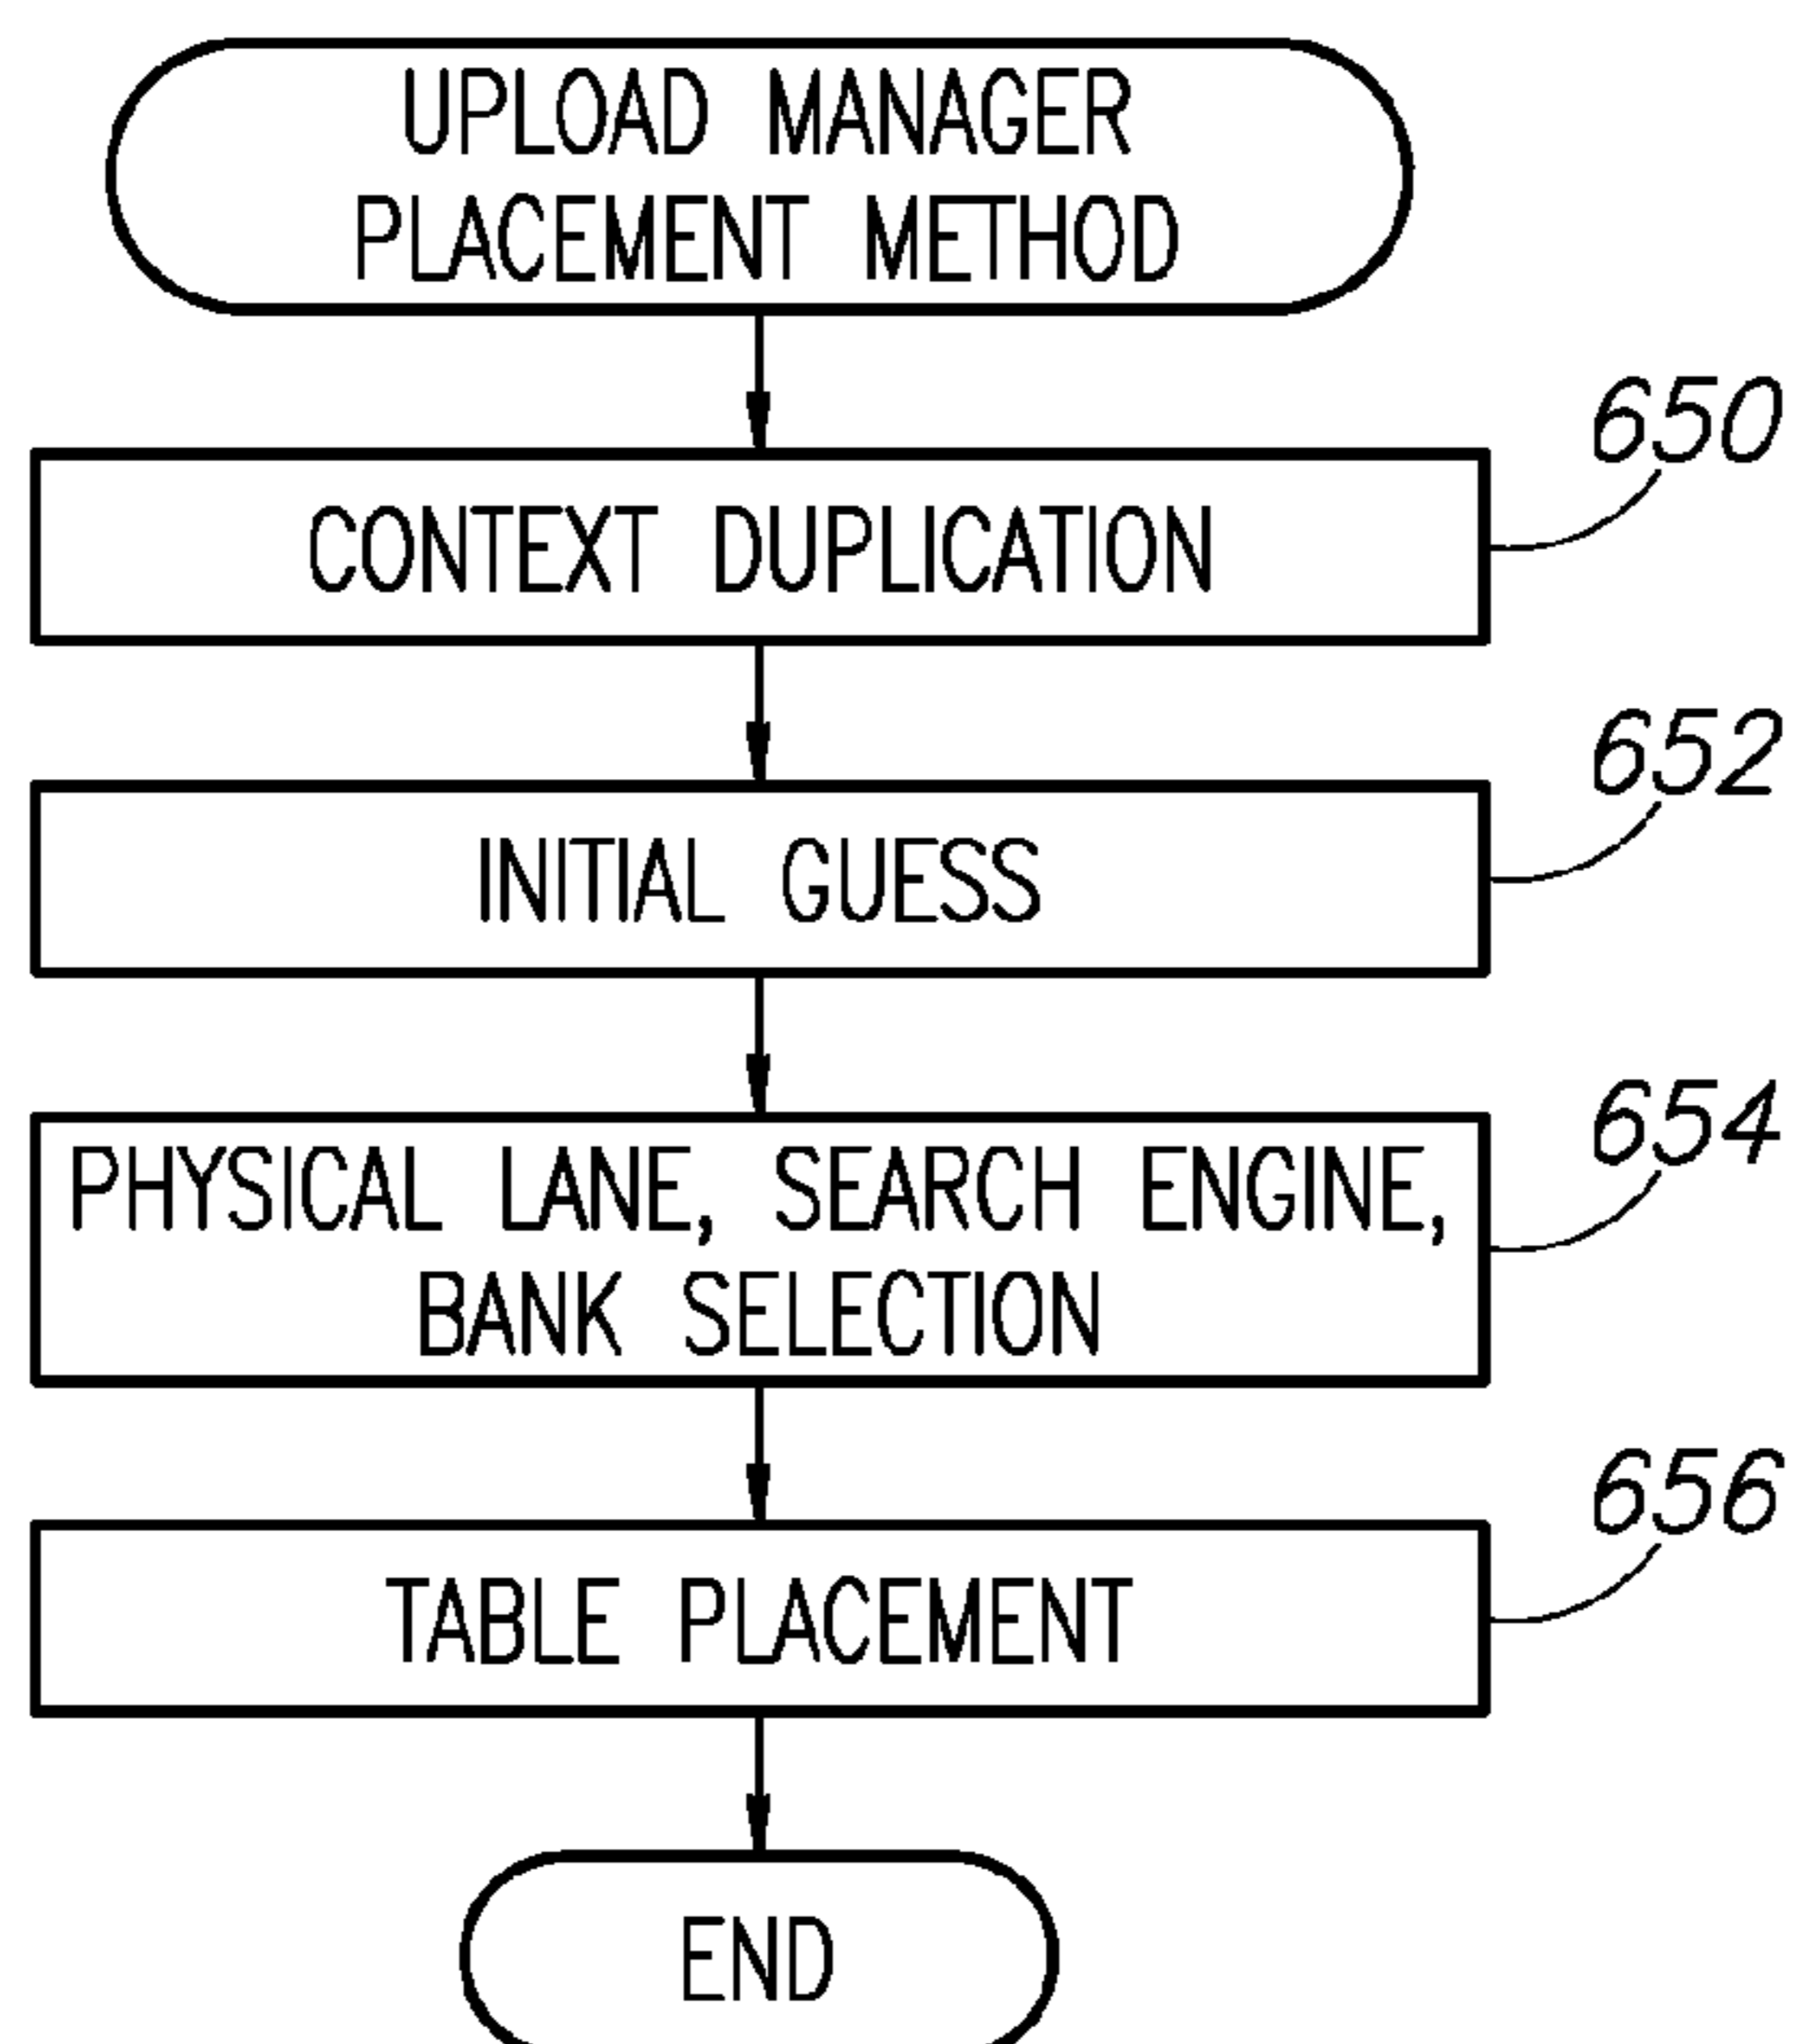 UPLOAD MANAGER
PLACEMENT METHOD
650
CONTEXT DUPLICATION
652
INITIAL GUESS
654
PHYSICAL LANE, SEARCH ENGINE,
BANK SELECTION
656
TABLE PLACEMENT
END